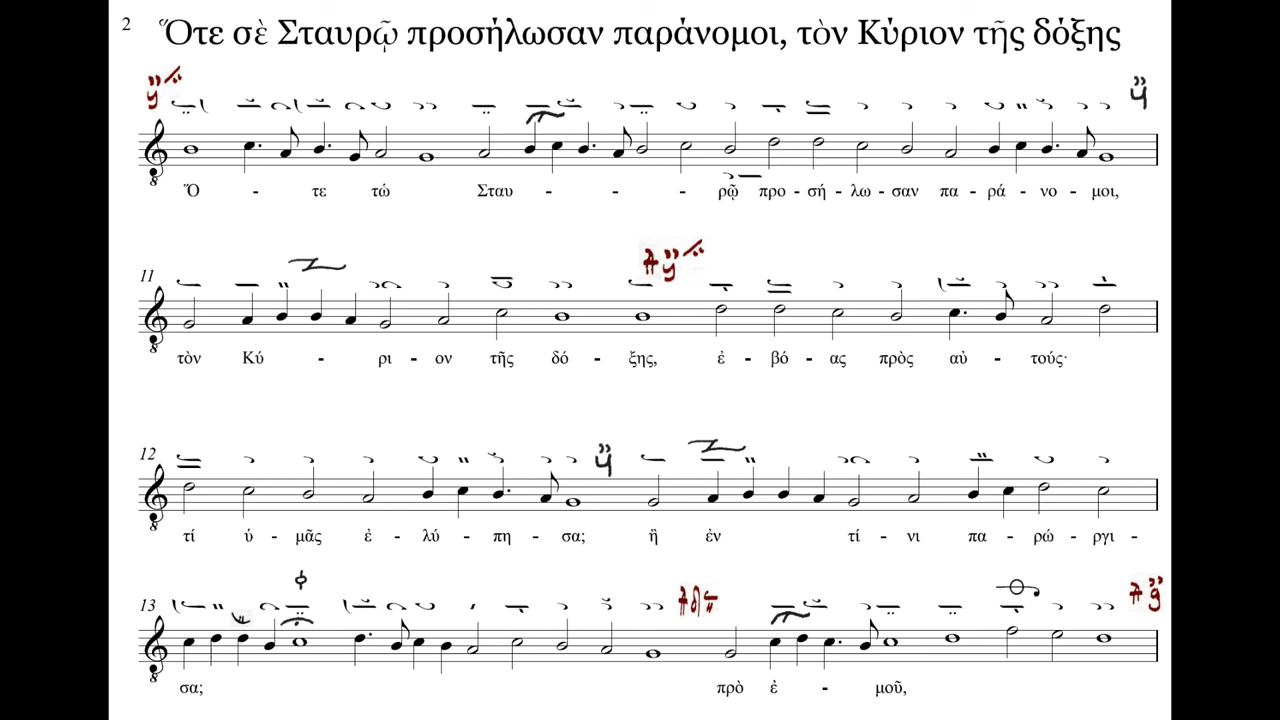 2 Ὅτε σὲ Σταυρῷ προσήλωσαν παράνομοι, τὸν Κύριον τῆς δόξης
Ὅ - τε τώ Σταυ - - - ρῷ προ - σή - λω - σαν πα - ρά - νο - μοι,
11
τὸν Κύ - ρι - ον τῆς δό - ξης, ἐ - βό - ας πρὸς αὐ - τούς·
12
τί ὑ - μᾶς ἐ - λύ - πη - σα; ἢ ἐν τί - νι πα - ρώ - ργι -
13
σα; πρὸ ἐ - μοῦ,